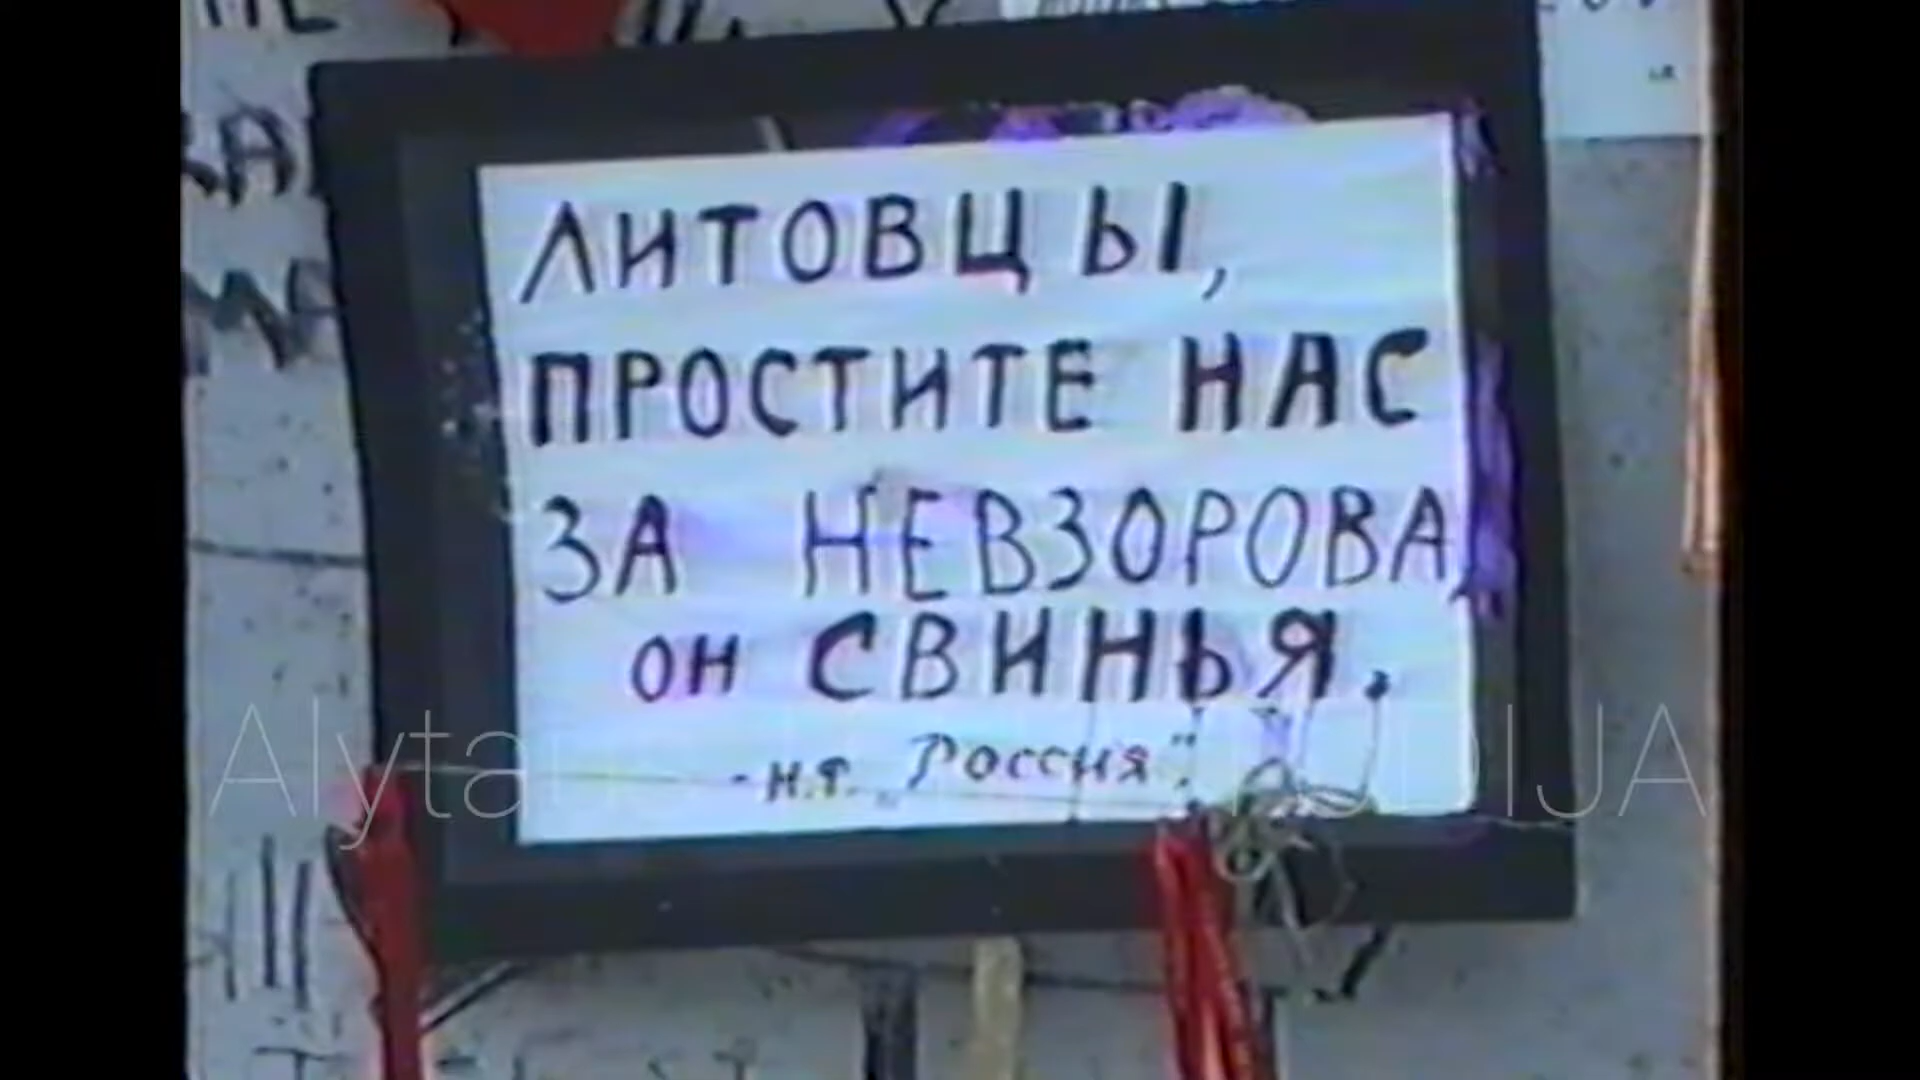 ЛИТОВЦЫ,
ПРОСТИТЕ НАС
ЗА НЕВЗОРОВА,
ОН СВИНЬЯ.
- Н.Т. „Россия".